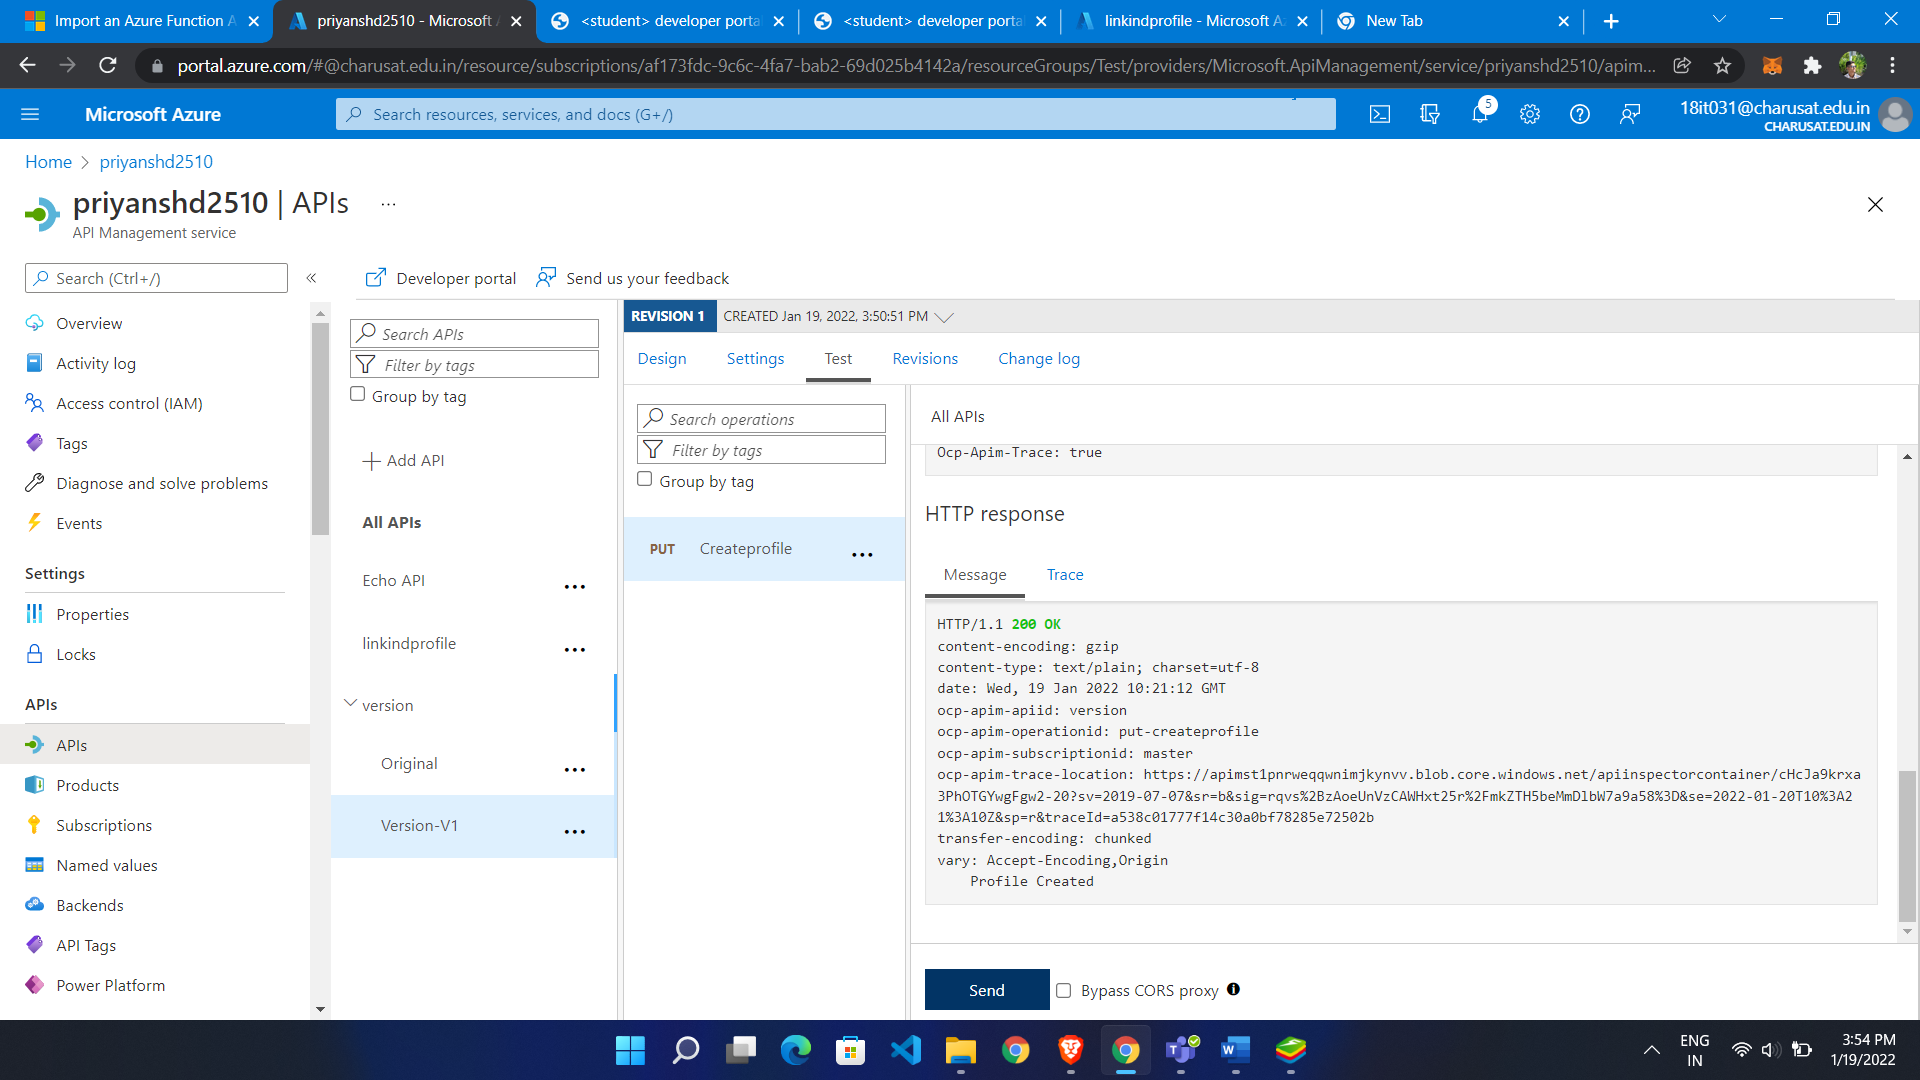 Import an Azure Function A
priyanshd2510 - Microsoft A
<student> developer porta
<student> developer porta
linkindprofile - Microsoft A
New Tab
portal.azure.com/#@charusat.edu.in/resource/subscriptions/af173fdc-9c6c-4fa7-bab2-69d025b4142a/resourceGroups/Test/providers/Microsoft.ApiManagement/service/priyanshd2510/apim...
Microsoft Azure
Search resources, services, and docs (G+/)
5
18it031@charusat.edu.in
CHARUSAT.EDU.IN
Home > priyanshd2510
priyanshd2510 | APIs ...
API Management service
Search (Ctrl+/)
«
Overview
Activity log
Access control (IAM)
Tags
Diagnose and solve problems
Events
Settings
Properties
Locks
APIs
APIs
Products
Subscriptions
Named values
Backends
API Tags
Power Platform
Developer portal
Send us your feedback
Search APIs
Filter by tags
Group by tag
Add API
All APIs
Echo API ...
linkindprofile ...
version
Original ...
Version-V1 ...
REVISION 1 CREATED Jan 19, 2022, 3:50:51 PM
Design Settings Test Revisions Change log
Search operations
Filter by tags
Group by tag
PUT Createprofile ...
All APIs
Ocp-Apim-Trace: true
HTTP response
Message Trace
HTTP/1.1 200 OK
content-encoding: gzip
content-type: text/plain; charset=utf-8
date: Wed, 19 Jan 2022 10:21:12 GMT
ocp-apim-apiid: version
ocp-apim-operationid: put-createprofile
ocp-apim-subscriptionid: master
ocp-apim-trace-location: https://apimst1pnrweqqwnimjkynvv.blob.core.windows.net/apiinspectorcontainer/cHcJa9krxa
3PhOTGYwgFgw2-20?sv=2019-07-07&sr=b&sig=rqvs%2BzAoeUnVzCAWHxt25r%2FmkZTH5beMmDlbW7a9a58%3D&se=2022-01-20T10%3A2
1%3A10Z&sp=r&traceId=a538c01777f14c30a0bf78285e72502b
transfer-encoding: chunked
vary: Accept-Encoding,Origin
Profile Created
Send
Bypass CORS proxy
ENG
IN
3:54 PM
1/19/2022